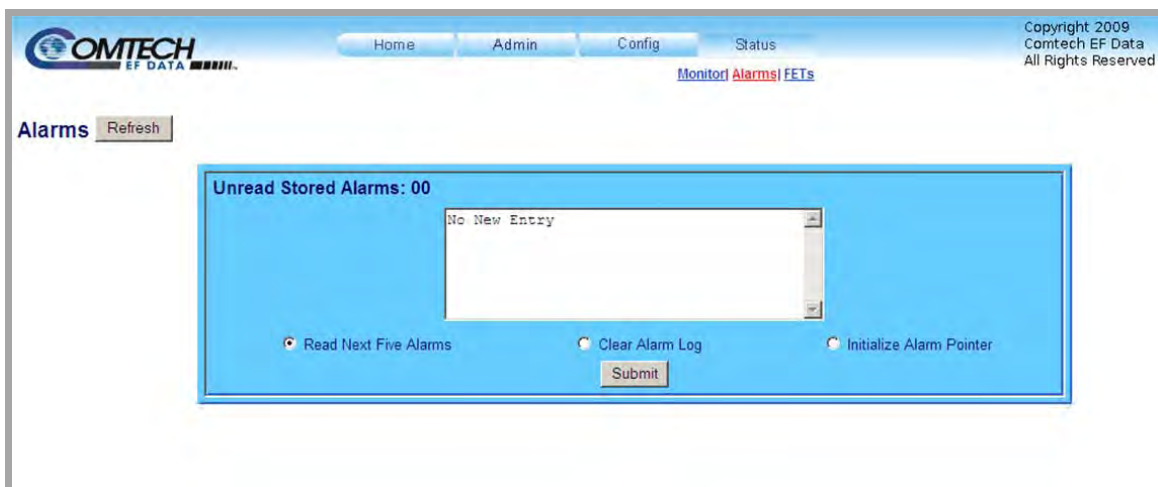 COMTECH
EF DATA
Home Admin Config Status
Copyright 2009
Comtech EF Data
All Rights Reserved
Monitor| Alarms| FETs
Alarms Refresh
Unread Stored Alarms: 00
No New Entry
Read Next Five Alarms Clear Alarm Log Initialize Alarm Pointer
Submit